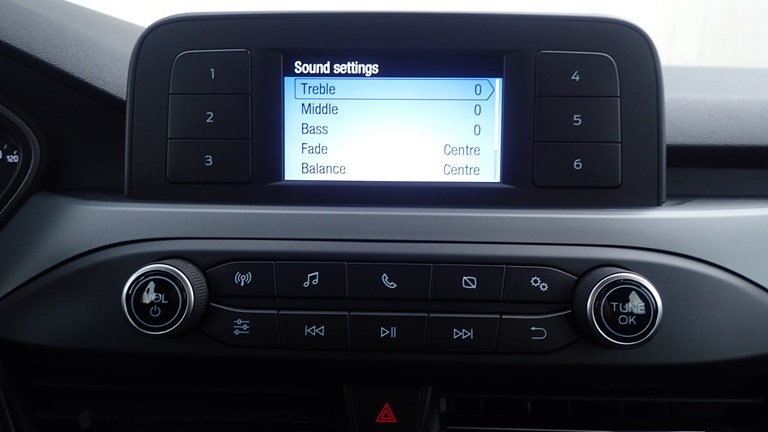 Sound settings
Treble 0
Middle 0
Bass 0
Fade Centre
Balance Centre
1
2
3
4
5
6
VOL
TUNE
OK
120